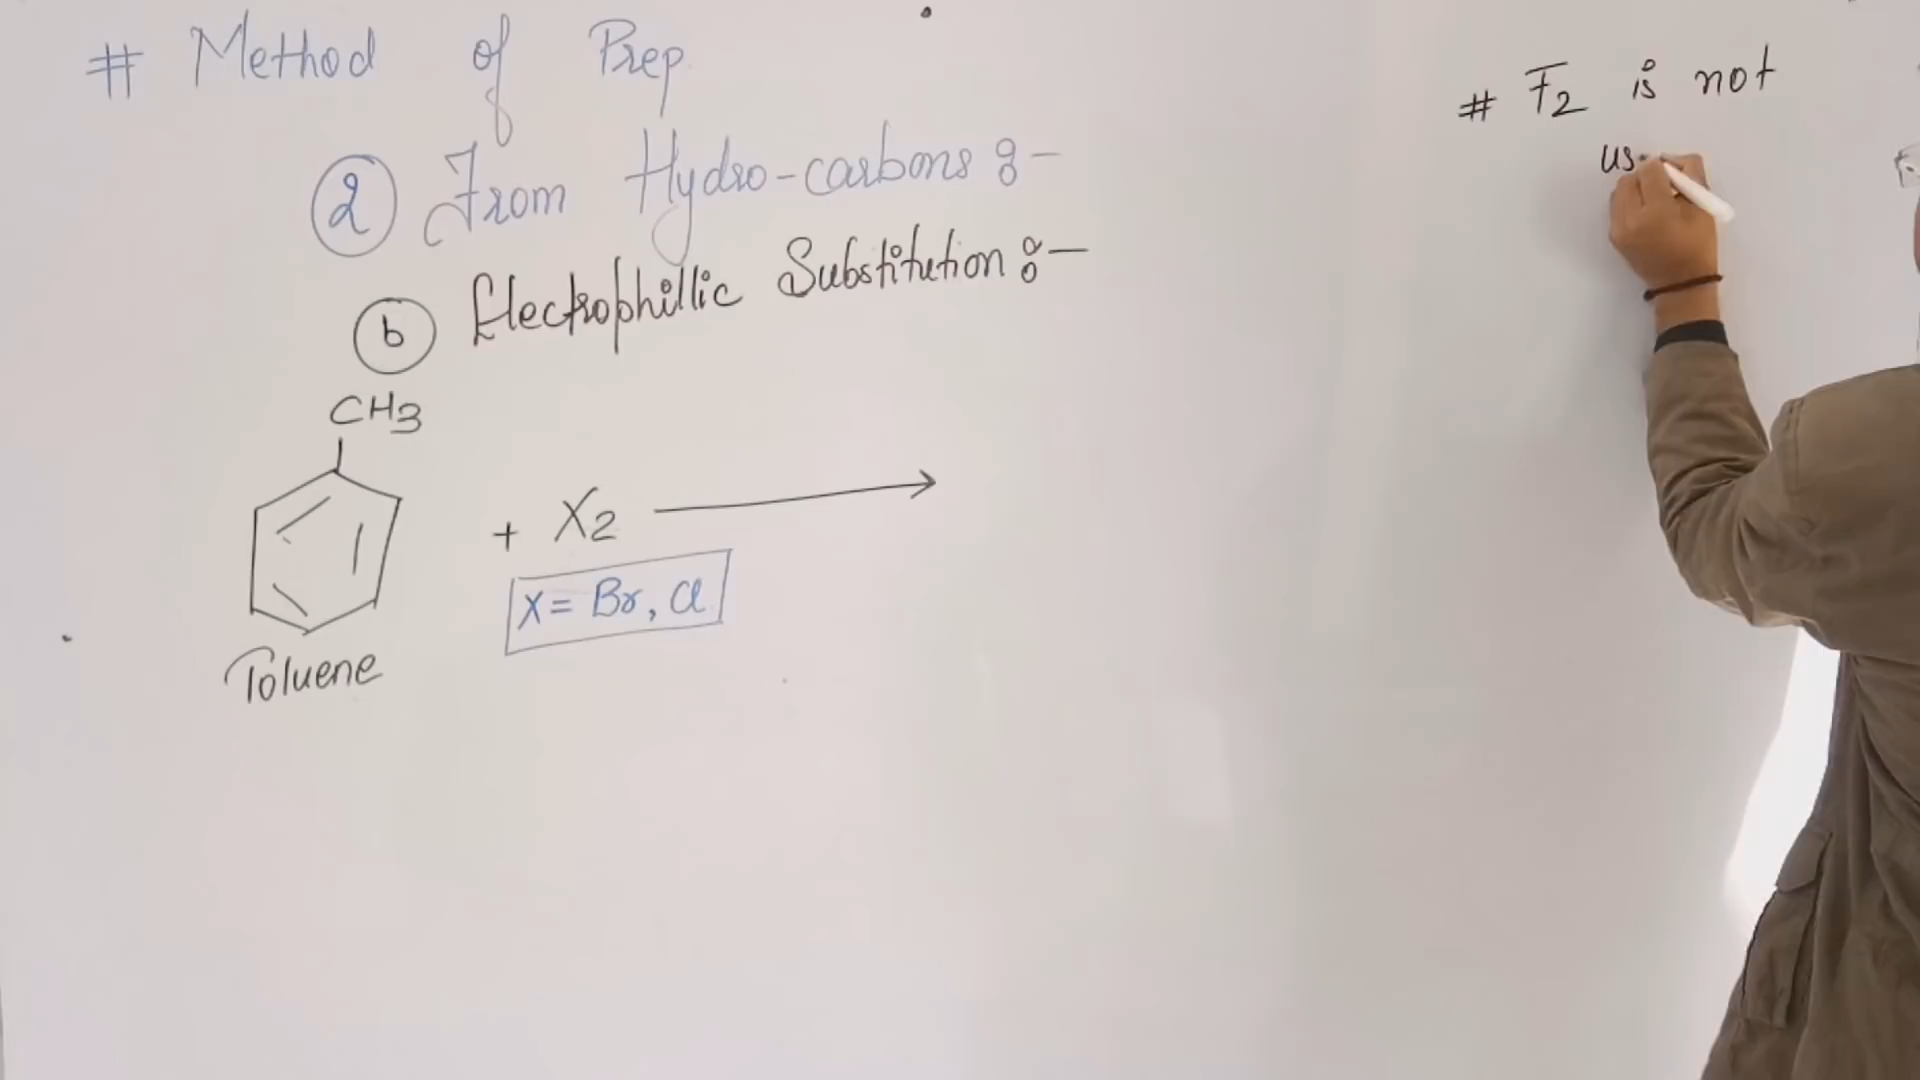 # Method of Prep
② From Hydro-carbons :-
ⓑ Electrophillic Substitution :-
CH3
+ X2
X = Br, Cl
Toluene
# F2 is not
us